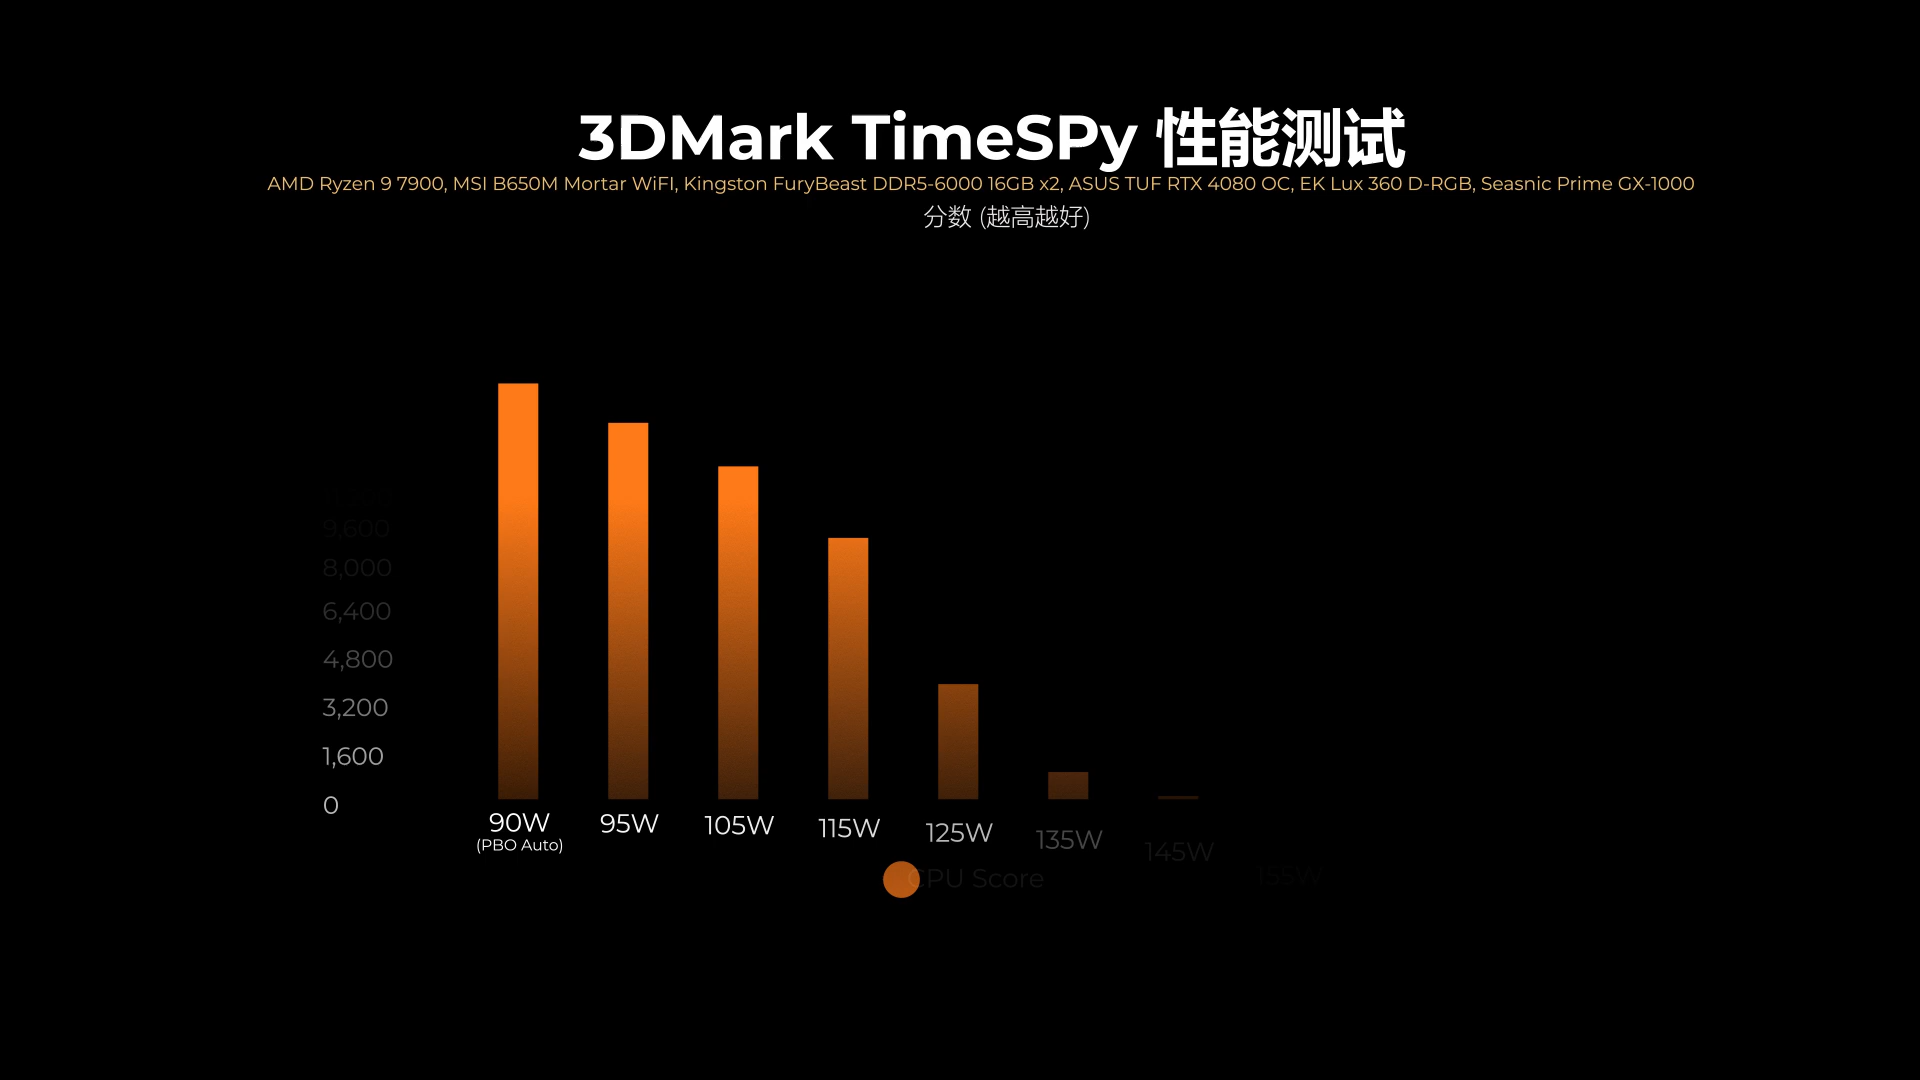 3DMark TimeSPy 性能测试
AMD Ryzen 9 7900, MSI B650M Mortar WiFI, Kingston FuryBeast DDR5-6000 16GB x2, ASUS TUF RTX 4080 OC, EK Lux 360 D-RGB, Seasnic Prime GX-1000
分数 (越高越好)
9,600
8,000
6,400
4,800
3,200
1,600
0
90W
(PBO Auto)
95W
105W
115W
125W
135W
145W
155W
CPU Score